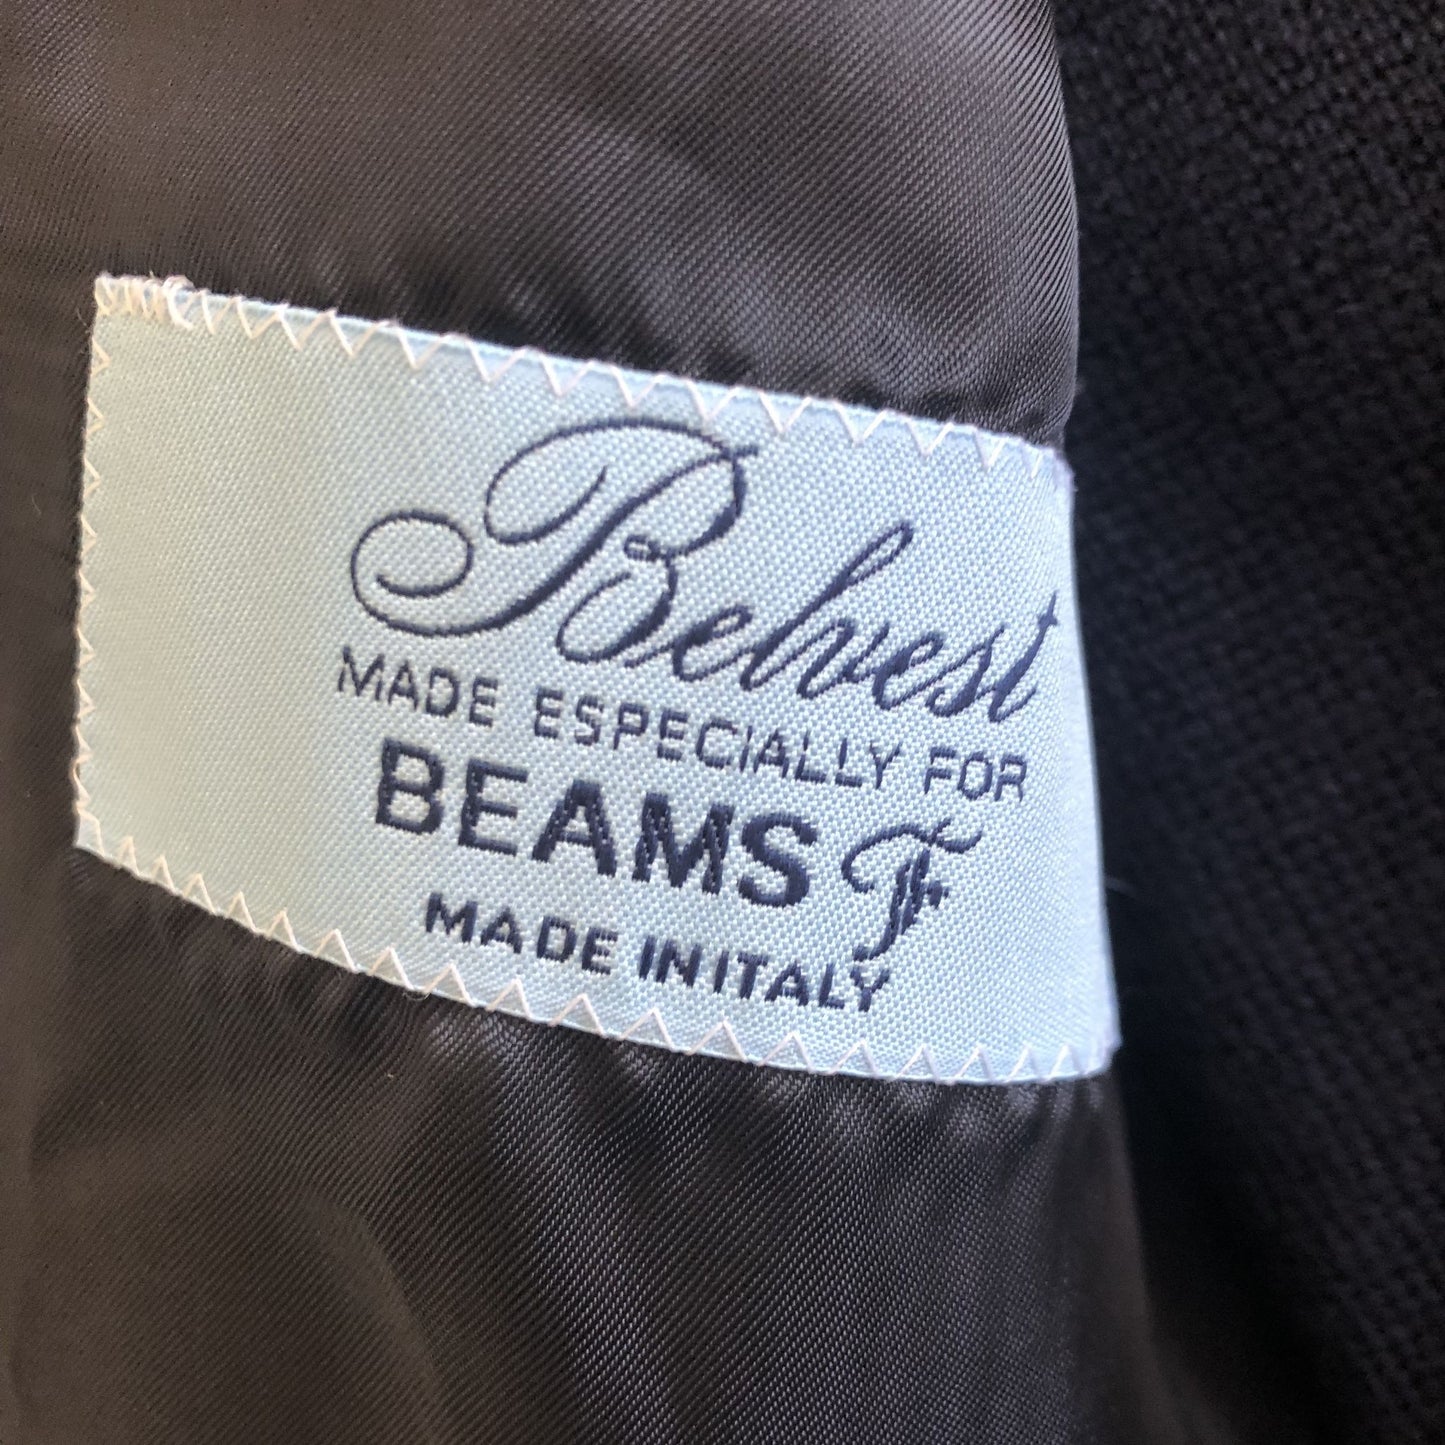 Belvest
MADE ESPECIALLY FOR
BEAMS F
MADE IN ITALY